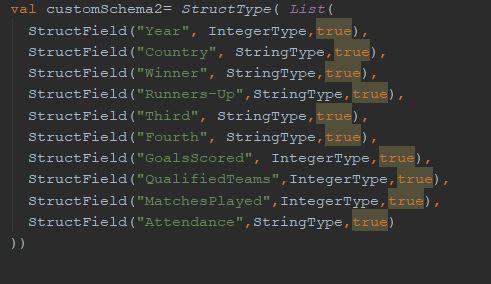 val customSchema2= StructType( List(
StructField("Year", IntegerType,true),
StructField("Country", StringType,true),
StructField("Winner", StringType,true),
StructField("Runners-Up",StringType,true),
StructField("Third", StringType,true),
StructField("Fourth", StringType,true),
StructField("GoalsScored", IntegerType,true),
StructField("QualifiedTeams",IntegerType,true),
StructField("MatchesPlayed",IntegerType,true),
StructField("Attendance",StringType,true)
))